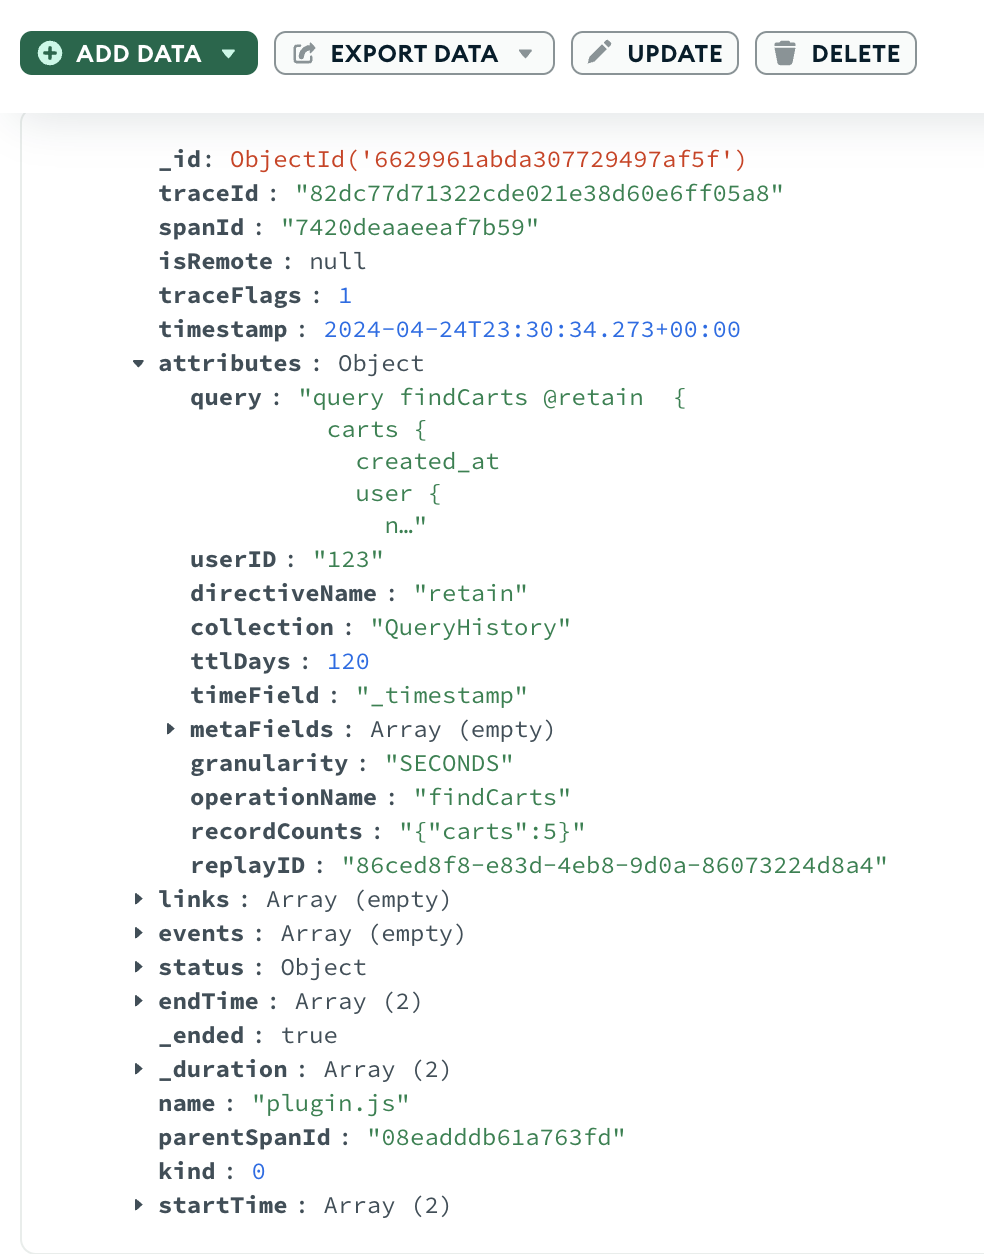 ADD DATA EXPORT DATA UPDATE DELETE
_id: ObjectId('6629961abda307729497af5f')
traceId : "82dc77d71322cde021e38d60e6ff05a8"
spanId : "7420deaaeeaf7b59"
isRemote : null
traceFlags : 1
timestamp : 2024-04-24T23:30:34.273+00:00
attributes : Object
query : "query findCarts @retain  {
carts {
created_at
user {
n…"
userID : "123"
directiveName : "retain"
collection : "QueryHistory"
ttlDays : 120
timeField : "_timestamp"
metaFields : Array (empty)
granularity : "SECONDS"
operationName : "findCarts"
recordCounts : "{"carts":5}"
replayID : "86ced8f8-e83d-4eb8-9d0a-86073224d8a4"
links : Array (empty)
events : Array (empty)
status : Object
endTime : Array (2)
_ended : true
_duration : Array (2)
name : "plugin.js"
parentSpanId : "08eadddb61a763fd"
kind : 0
startTime : Array (2)